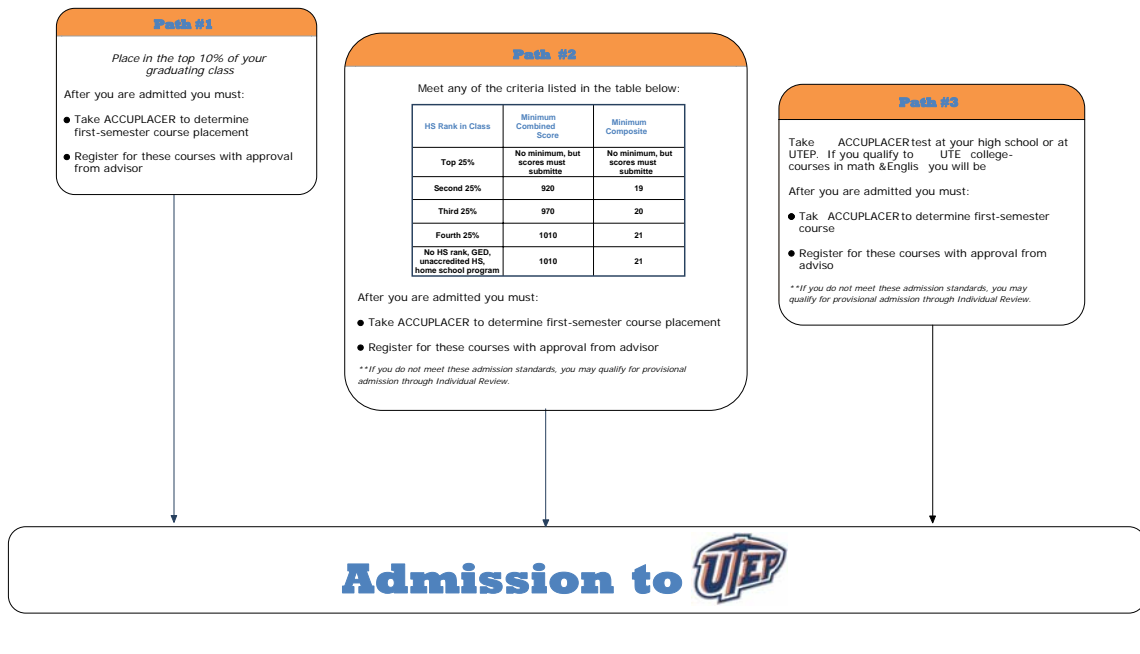 Path #1
Place in the top 10% of your
graduating class
After you are admitted you must:
● Take ACCUPLACER to determine
first-semester course placement
● Register for these courses with approval
from advisor
Path #2
Meet any of the criteria listed in the table below:
HS Rank in Class
Minimum
Combined
Score
Minimum
Composite
Top 25%
No minimum, but
scores must
submitte
No minimum, but
scores must
submitte
Second 25% 920 19
Third 25% 970 20
Fourth 25% 1010 21
No HS rank, GED,
unaccredited HS,
home school program
1010 21
After you are admitted you must:
● Take ACCUPLACER to determine first-semester course placement
● Register for these courses with approval from advisor
**If you do not meet these admission standards, you may qualify for provisional
admission through Individual Review.
Path #3
Take ACCUPLACER test at your high school or at
UTEP. If you qualify to UTE college-
courses in math &Englis you will be
After you are admitted you must:
● Tak ACCUPLACER to determine first-semester
course
● Register for these courses with approval from
adviso
**If you do not meet these admission standards, you may
qualify for provisional admission through Individual Review.
Admission to UTEP